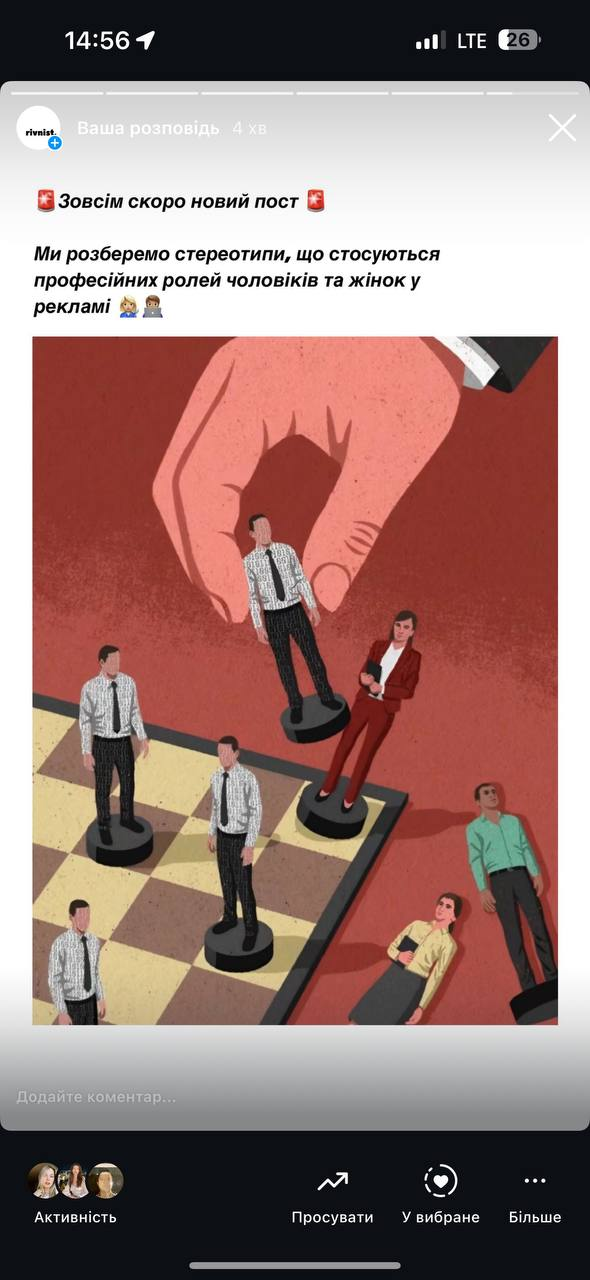 14:56 LTE 26
rivnist. Ваша розповідь 4 хв
🚨Зовсім скоро новий пост 🚨
Ми розберемо стереотипи, що стосуються
професійних ролей чоловіків та жінок у
рекламі 💁🏼‍♀️👨🏽‍💻
Додайте коментар...
Активність Просувати У вибране Більше